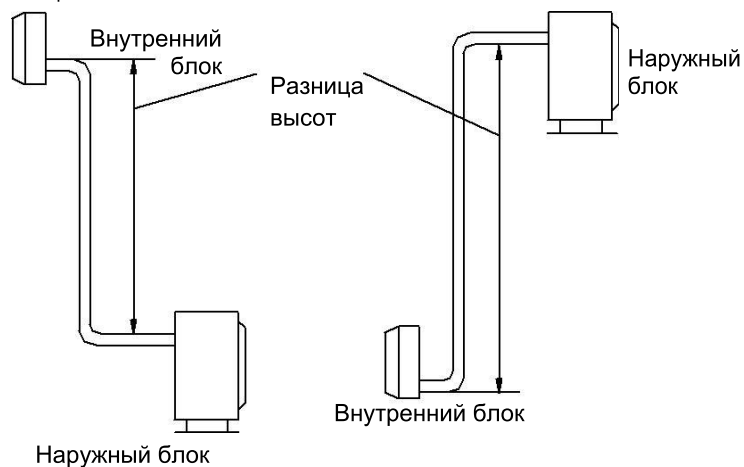 Внутренний
блок
Разница
высот
Наружный
блок
Внутренний блок
Наружный блок